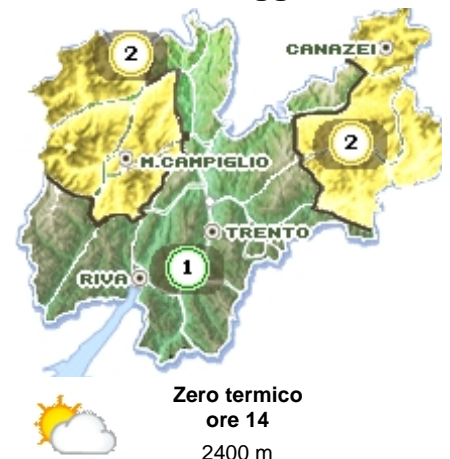 2
CANAZEI
2
M.CAMPIGLIO
TRENTO
1
RIVA
Zero termico
ore 14
2400 m